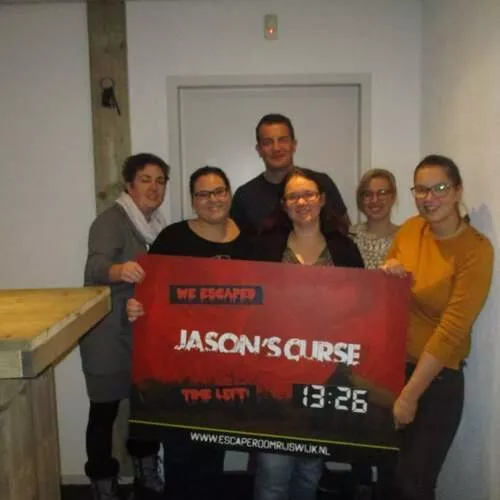 WE ESCAPED
JASON'S CURSE
TIME LEFT:
13:26
WWW.ESCAPEROOMRIJSWIJK.NL